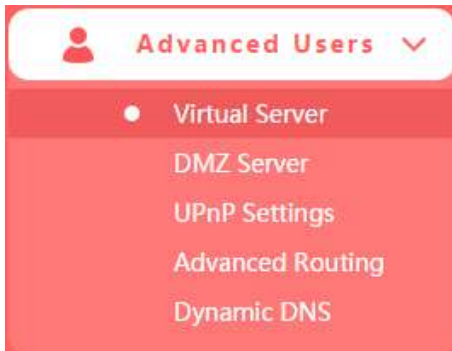 Advanced Users
Virtual Server
DMZ Server
UPnP Settings
Advanced Routing
Dynamic DNS